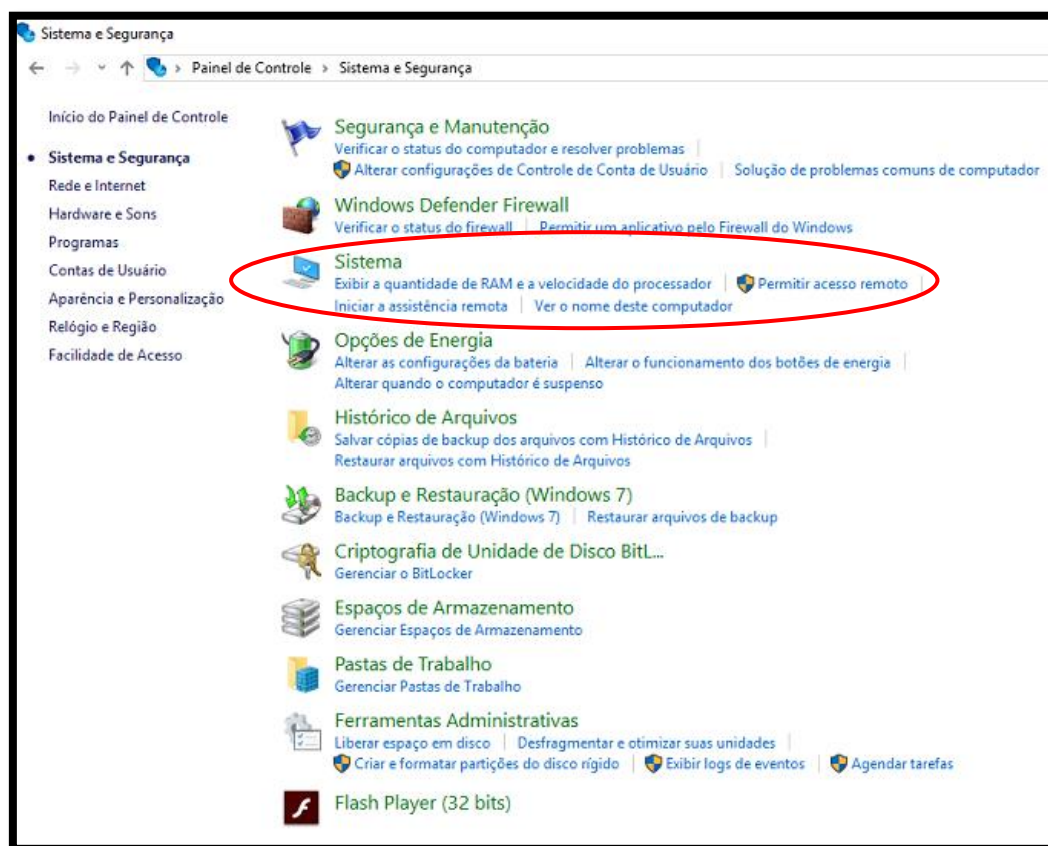 Sistema e Segurança
Painel de Controle > Sistema e Segurança
Início do Painel de Controle
Sistema e Segurança
Rede e Internet
Hardware e Sons
Programas
Contas de Usuário
Aparência e Personalização
Relógio e Região
Facilidade de Acesso
Segurança e Manutenção
Verificar o status do computador e resolver problemas
Alterar configurações de Controle de Conta de Usuário | Solução de problemas comuns de computador
Windows Defender Firewall
Verificar o status do firewall | Permitir um aplicativo pelo Firewall do Windows
Sistema
Exibir a quantidade de RAM e a velocidade do processador | Permitir acesso remoto
Iniciar a assistência remota | Ver o nome deste computador
Opções de Energia
Alterar as configurações da bateria | Alterar o funcionamento dos botões de energia
Alterar quando o computador é suspenso
Histórico de Arquivos
Salvar cópias de backup dos arquivos com Histórico de Arquivos
Restaurar arquivos com Histórico de Arquivos
Backup e Restauração (Windows 7)
Backup e Restauração (Windows 7) | Restaurar arquivos de backup
Criptografia de Unidade de Disco BitL...
Gerenciar o BitLocker
Espaços de Armazenamento
Gerenciar Espaços de Armazenamento
Pastas de Trabalho
Gerenciar Pastas de Trabalho
Ferramentas Administrativas
Liberar espaço em disco | Desfragmentar e otimizar suas unidades
Criar e formatar partições do disco rígido | Exibir logs de eventos | Agendar tarefas
Flash Player (32 bits)